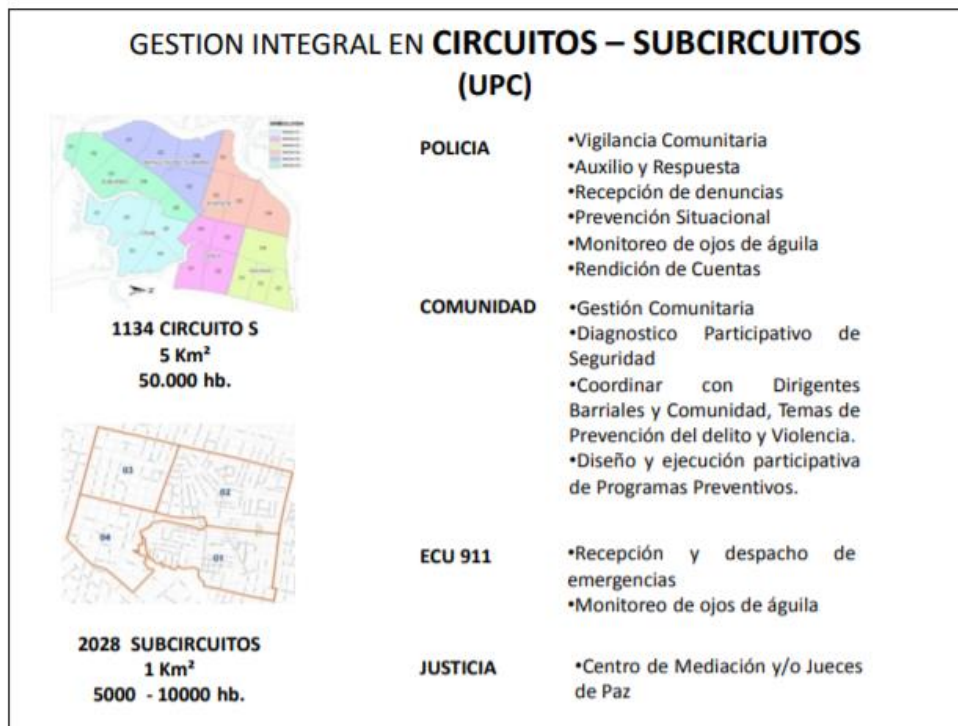 GESTION INTEGRAL EN CIRCUITOS – SUBCIRCUITOS
(UPC)
1134 CIRCUITO S
5 Km²
50.000 hb.
03
02
04
01
2028 SUBCIRCUITOS
1 Km²
5000 - 10000 hb.
POLICIA
•Vigilancia Comunitaria
•Auxilio y Respuesta
•Recepción de denuncias
•Prevención Situacional
•Monitoreo de ojos de águila
•Rendición de Cuentas
COMUNIDAD
•Gestión Comunitaria
•Diagnostico Participativo de
Seguridad
•Coordinar con Dirigentes
Barriales y Comunidad, Temas de
Prevención del delito y Violencia.
•Diseño y ejecución participativa
de Programas Preventivos.
ECU 911
•Recepción y despacho de
emergencias
•Monitoreo de ojos de águila
JUSTICIA
•Centro de Mediación y/o Jueces
de Paz